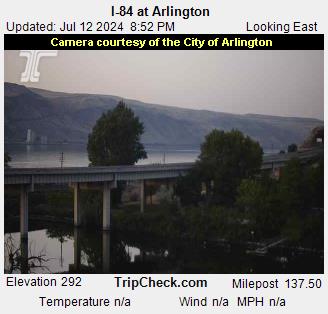 I-84 at Arlington
Updated: Jul 12 2024 8:52 PM Looking East
Camera courtesy of the City of Arlington
Elevation 292 TripCheck.com Milepost 137.50
Temperature n/a Wind n/a MPH n/a